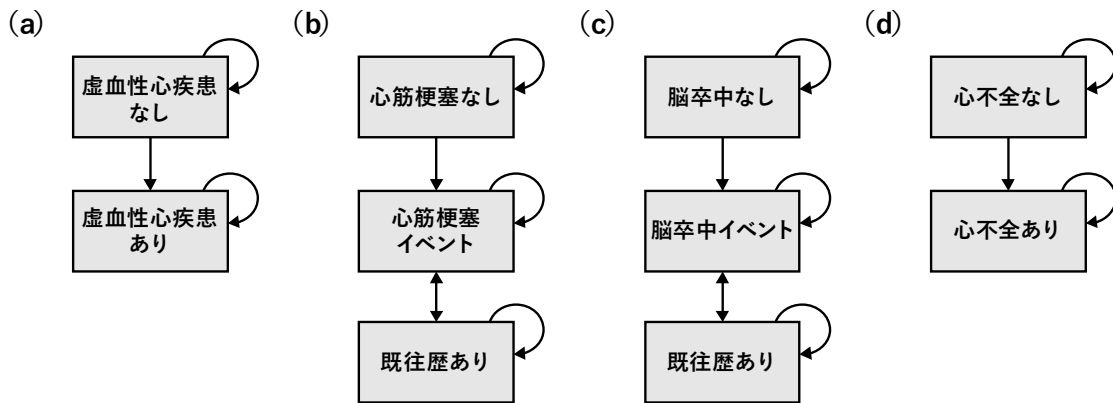 (a)
虚血性心疾患
なし
虚血性心疾患
あり
(b)
心筋梗塞なし
心筋梗塞
イベント
既往歴あり
(c)
脳卒中なし
脳卒中イベント
既往歴あり
(d)
心不全なし
心不全あり